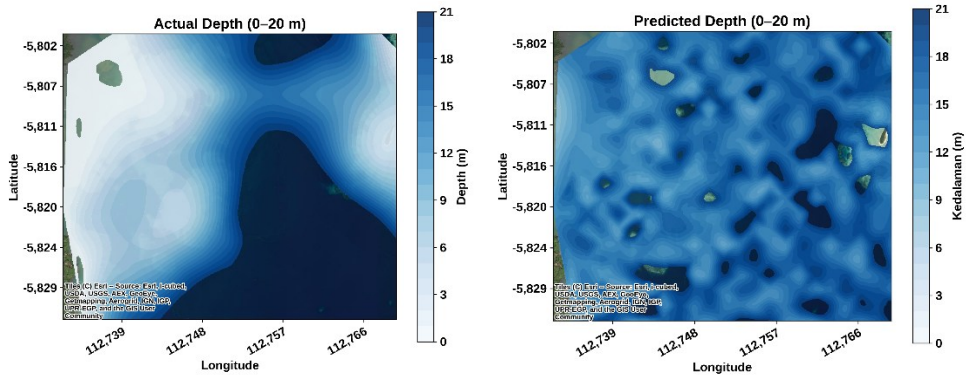 Actual Depth (0–20 m)
-5,802
-5,807
-5,811
-5,816
-5,820
-5,824
-5,829
Latitude
112,739
112,748
112,757
112,766
Longitude
Tiles (C) Esri – Source: Esri, i-cubed,
USDA, USGS, AEX, GeoEye,
Getmapping, Aerogrid, IGN, IGP,
UPR-EGP, and the GIS User
Community
21
18
15
12
9
6
3
0
Depth (m)
Predicted Depth (0–20 m)
-5,802
-5,807
-5,811
-5,816
-5,820
-5,824
-5,829
Latitude
112,739
112,748
112,757
112,766
Longitude
Tiles (C) Esri – Source: Esri, i-cubed,
USDA, USGS, AEX, GeoEye,
Getmapping, Aerogrid, IGN, IGP,
UPR-EGP, and the GIS User
Community
21
18
15
12
9
6
3
0
Kedalaman (m)